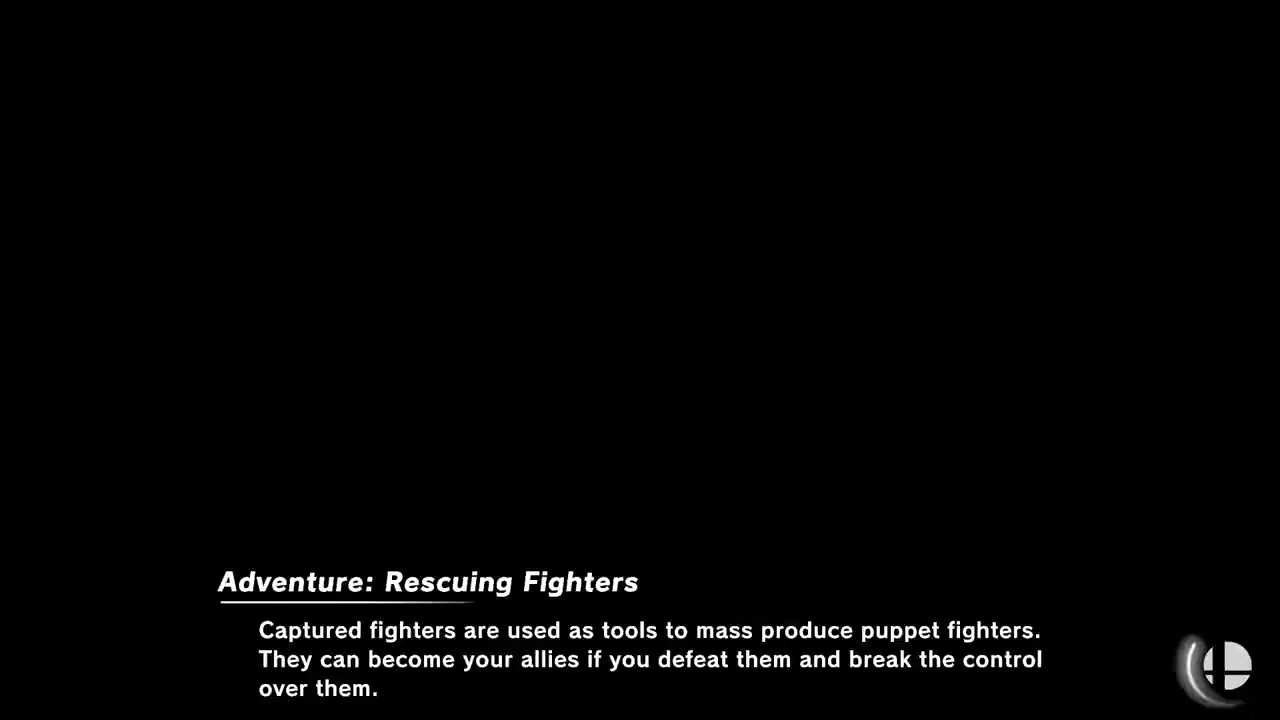 Adventure: Rescuing Fighters
Captured fighters are used as tools to mass produce puppet fighters.
They can become your allies if you defeat them and break the control
over them.